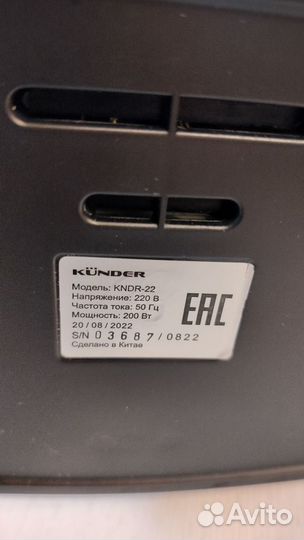 KÜNDER
Модель: KNDR-22
Напряжение: 220 В
Частота тока: 50 Гц
Мощность: 200 Вт
20 / 08 / 2022
S/N 03687/0822
Сделано в Китае
EAC
Avito